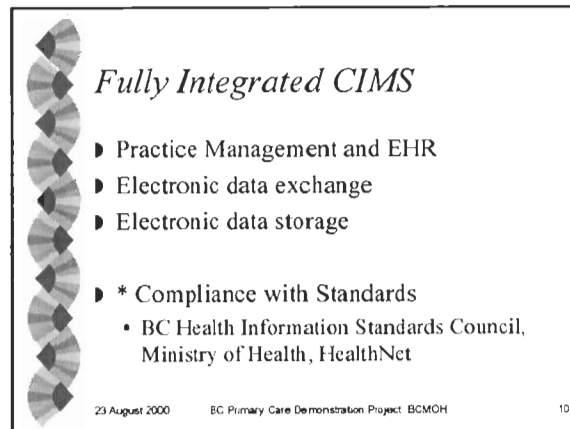 Fully Integrated CIMS
Practice Management and EHR
Electronic data exchange
Electronic data storage
* Compliance with Standards
• BC Health Information Standards Council,
Ministry of Health, HealthNet
23 August 2000 BC Primary Care Demonstration Project BCMOH 10